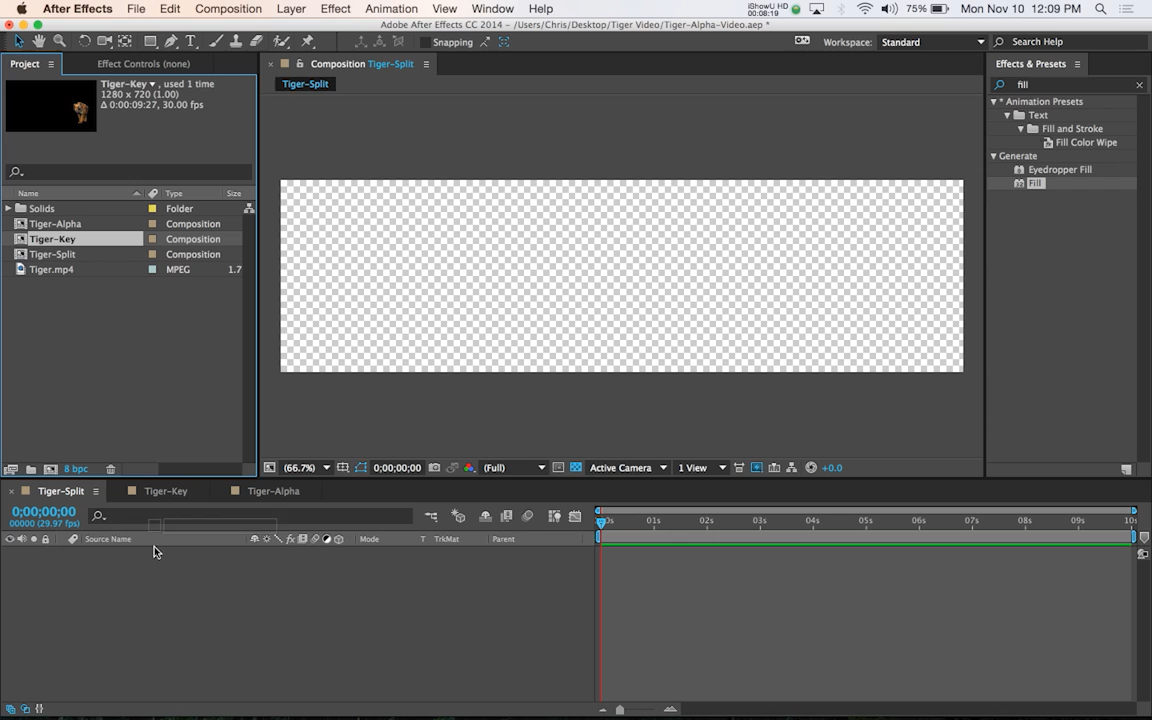 After Effects File Edit Composition Layer Effect Animation View Window Help iShowU HD 00:08:19 75% Mon Nov 10 12:09 PM
Adobe After Effects CC 2014 - /Users/Chris/Desktop/Tiger Video/Tiger-Alpha-Video.aep *
Snapping Workspace: Standard Search Help
Project Effect Controls (none) Composition Tiger-Split Effects & Presets
Tiger-Key , used 1 time
1280 x 720 (1.00)
Δ 0:00:09:27, 30.00 fps
Tiger-Split
fill
* Animation Presets
Text
Fill and Stroke
Fill Color Wipe
Generate
Eyedropper Fill
Fill
Name Type Size
Solids Folder
Tiger-Alpha Composition
Tiger-Key Composition
Tiger-Split Composition
Tiger.mp4 MPEG 1.7
8 bpc
(66.7%) 0;00;00;00 (Full) Active Camera 1 View +0.0
Tiger-Split Tiger-Key Tiger-Alpha
0;00;00;00
00000 (29.97 fps)
0s 01s 02s 03s 04s 05s 06s 07s 08s 09s 10s
Source Name fx Mode T TrkMat Parent